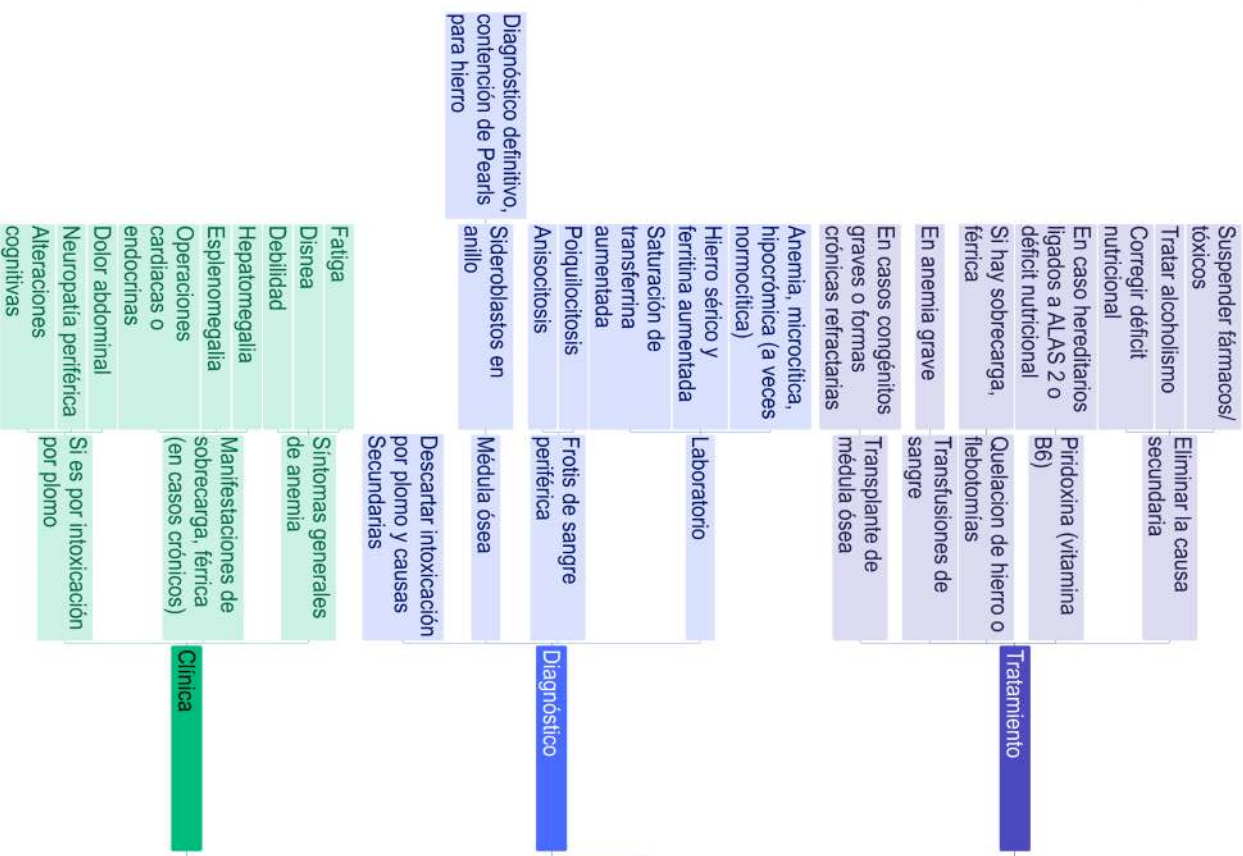 Tratamiento
Eliminar la causa
secundaria
Suspender fármacos/
tóxicos
Tratar alcoholismo
Corregir déficit
nutricional
Piridoxina (vitamina
B6)
En caso hereditarios
ligados a ALAS 2 o
déficit nutricional
Quelacion de hierro o
flebotomías
Si hay sobrecarga,
férrica
Transfusiones de
sangre
En anemia grave
Transplante de
médula ósea
En casos congénitos
graves o formas
crónicas refractarias
Diagnóstico
Laboratorio
Anemia, microcítica,
hipocrómica (a veces
normocítica)
Hierro sérico y
ferritina aumentada
Saturación de
transferrina
aumentada
Frotis de sangre
periférica
Poiquilocitosis
Anisocitosis
Médula ósea
Sideroblastos en
anillo
Diagnóstico definitivo,
contención de Pearls
para hierro
Descartar intoxicación
por plomo y causas
Secundarias
Clínica
Síntomas generales
de anemia
Fatiga
Disnea
Debilidad
Manifestaciones de
sobrecarga, férrica
(en casos crónicos)
Hepatomegalia
Esplenomegalia
Operaciones
cardiacas o
endocrinas
Si es por intoxicación
por plomo
Dolor abdominal
Neuropatía periférica
Alteraciones
cognitivas